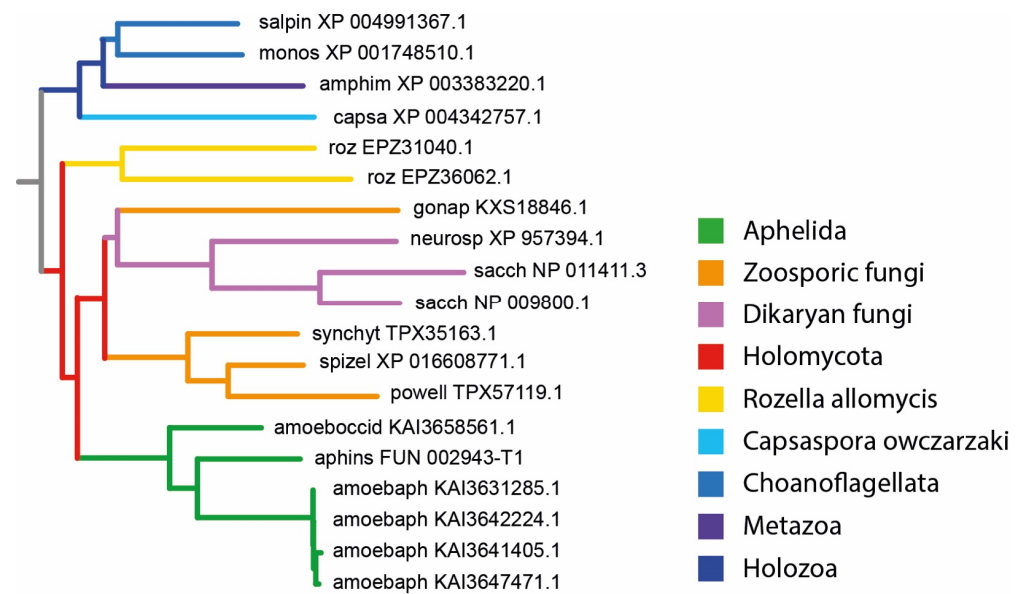 salpin XP 004991367.1
monos XP 001748510.1
amphim XP 003383220.1
capsa XP 004342757.1
roz EPZ31040.1
roz EPZ36062.1
gonap KXS18846.1
neurosp XP 957394.1
sacch NP 011411.3
sacch NP 009800.1
synchyt TPX35163.1
spizel XP 016608771.1
powell TPX57119.1
amoeboccid KAI3658561.1
aphins FUN 002943-T1
amoebaph KAI3631285.1
amoebaph KAI3642224.1
amoebaph KAI3641405.1
amoebaph KAI3647471.1
Aphelida
Zoosporic fungi
Dikaryan fungi
Holomycota
Rozella allomycis
Capsaspora owczarzaki
Choanoflagellata
Metazoa
Holozoa